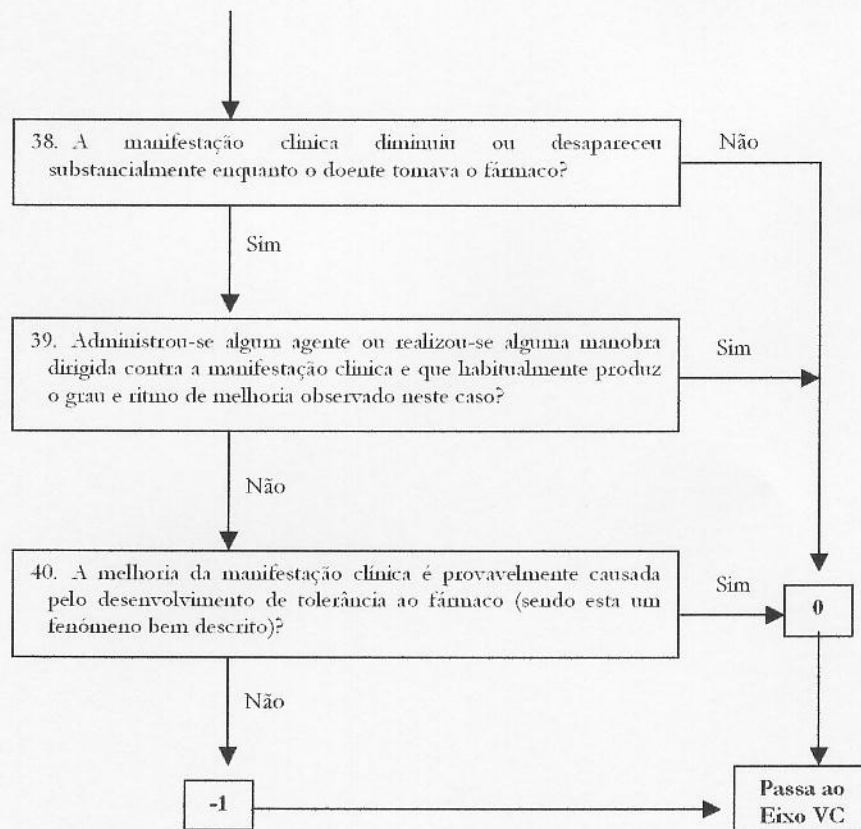 38. A manifestação clínica diminuiu ou desapareceu
substancialmente enquanto o doente tomava o fármaco?
Não
Sim
39. Administrou-se algum agente ou realizou-se alguma manobra
dirigida contra a manifestação clínica e que habitualmente produz
o grau e ritmo de melhoria observado neste caso?
Sim
Não
40. A melhoria da manifestação clínica é provavelmente causada
pelo desenvolvimento de tolerância ao fármaco (sendo esta um
fenómeno bem descrito)?
Sim
0
Não
-1
Passa ao
Eixo VC